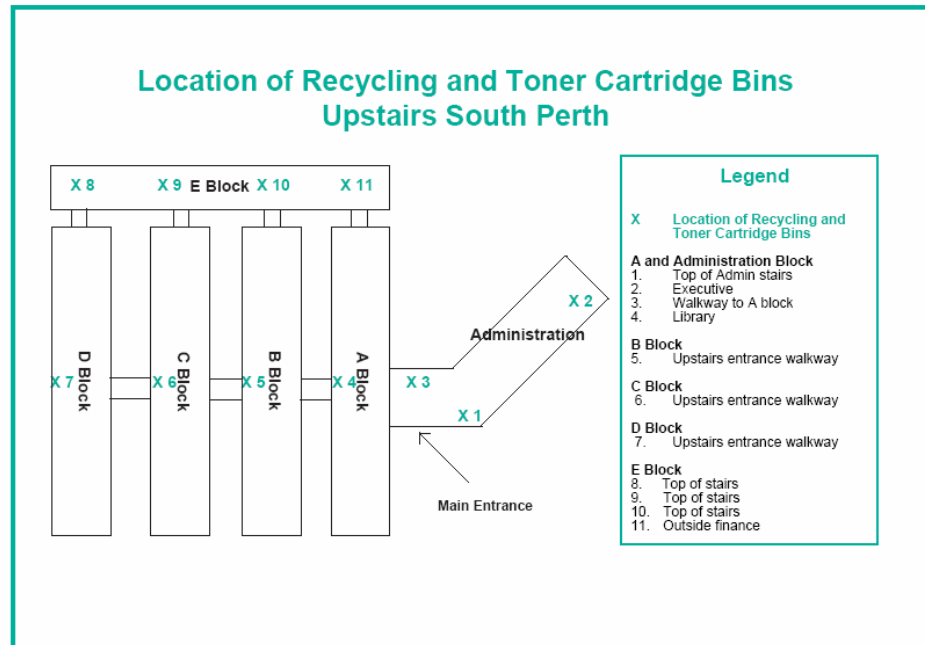 Location of Recycling and Toner Cartridge Bins
Upstairs South Perth
X 8
X 9
E Block
X 10
X 11
D Block
C Block
B Block
A Block
X 7
X 6
X 5
X 4
X 3
X 2
Administration
X 1
Main Entrance
Legend
X Location of Recycling and
Toner Cartridge Bins
A and Administration Block
1. Top of Admin stairs
2. Executive
3. Walkway to A block
4. Library
B Block
5. Upstairs entrance walkway
C Block
6. Upstairs entrance walkway
D Block
7. Upstairs entrance walkway
E Block
8. Top of stairs
9. Top of stairs
10. Top of stairs
11. Outside finance